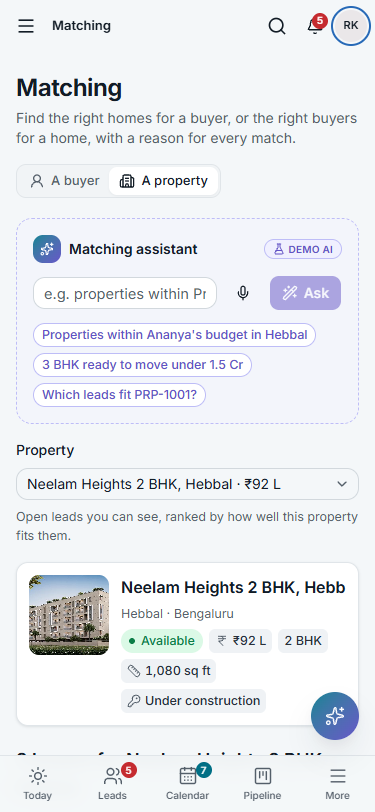 Matching
5
RK
Matching
Find the right homes for a buyer, or the right buyers
for a home, with a reason for every match.
A buyer
A property
Matching assistant
DEMO AI
e.g. properties within Pr
Ask
Properties within Ananya's budget in Hebbal
3 BHK ready to move under 1.5 Cr
Which leads fit PRP-1001?
Property
Neelam Heights 2 BHK, Hebbal · ₹92 L
Open leads you can see, ranked by how well this property
fits them.
Neelam Heights 2 BHK, Hebb
Hebbal · Bengaluru
Available
₹ ₹92 L
2 BHK
1,080 sq ft
Under construction
Today
5
Leads
7
Calendar
Pipeline
More